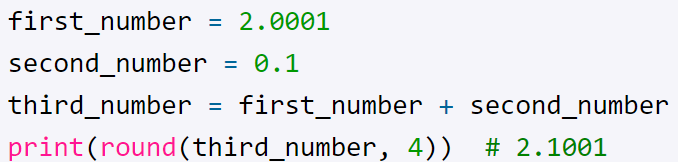 first_number = 2.0001
second_number = 0.1
third_number = first_number + second_number
print(round(third_number, 4))  # 2.1001